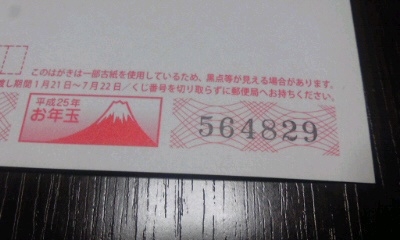 このはがきは一部古紙を使用しているため、黒点等が見える場合があります。
渡し期間1月21日～7月22日/くじ番号を切り取らずに郵便局へお持ちください。
平成25年
お年玉
564829